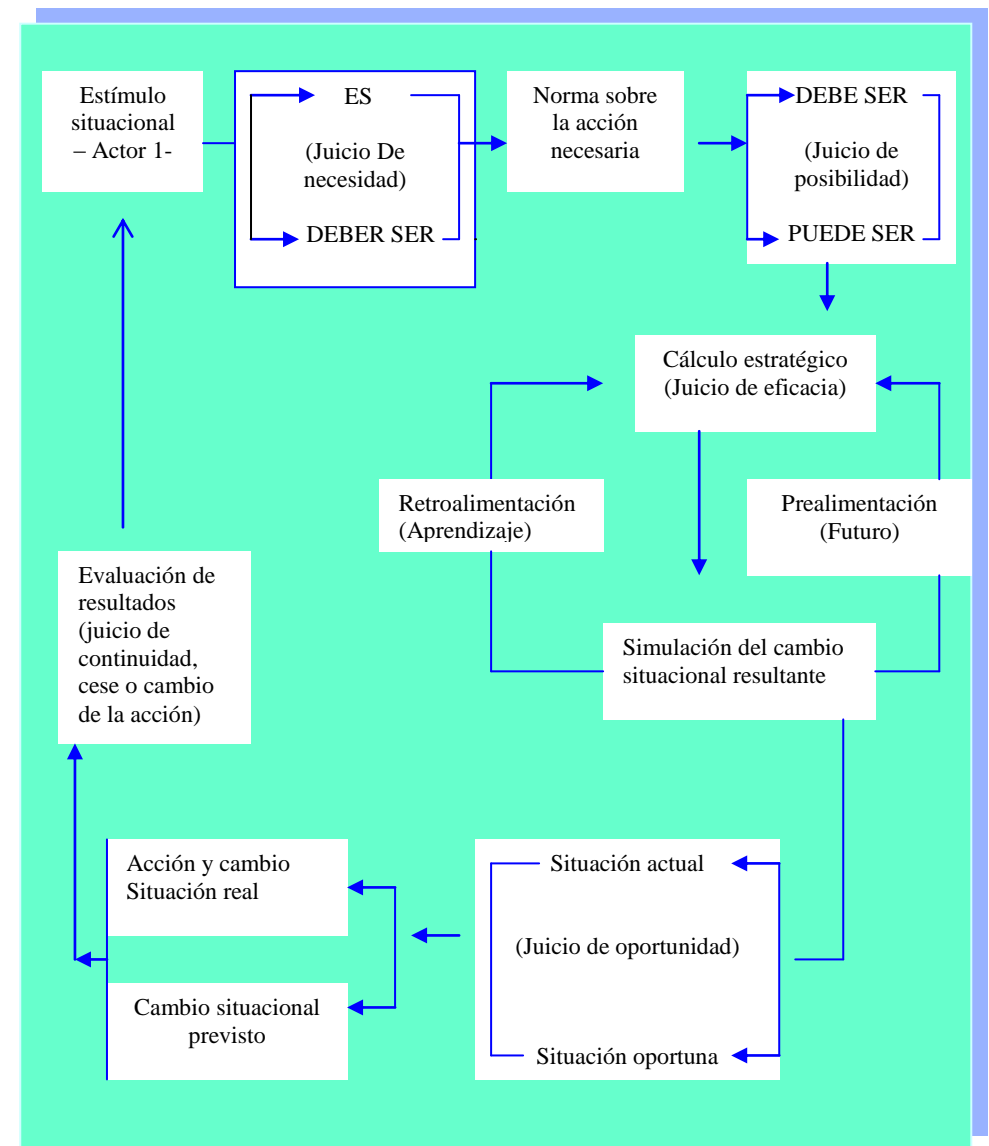 Estímulo
situacional
– Actor 1-
ES
(Juicio De
necesidad)
DEBER SER
Norma sobre
la acción
necesaria
DEBE SER
(Juicio de
posibilidad)
PUEDE SER
Cálculo estratégico
(Juicio de eficacia)
Retroalimentación
(Aprendizaje)
Prealimentación
(Futuro)
Simulación del cambio
situacional resultante
Evaluación de
resultados
(juicio de
continuidad,
cese o cambio
de la acción)
Situación actual
(Juicio de oportunidad)
Situación oportuna
Acción y cambio
Situación real
Cambio situacional
previsto